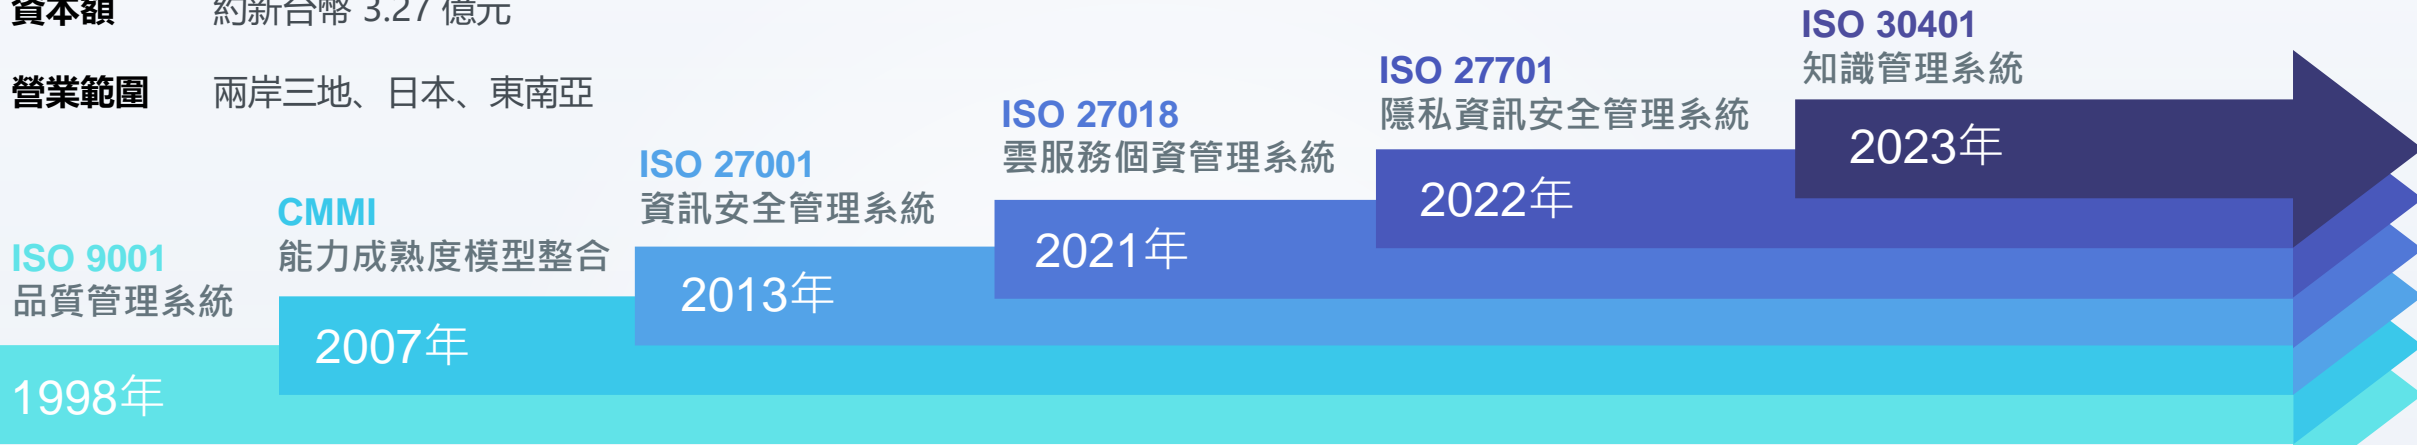 資本額 約新台幣 3.27 億元
營業範圍 兩岸三地、日本、東南亞
ISO 9001
品質管理系統
1998年
CMMI
能力成熟度模型整合
2007年
ISO 27001
資訊安全管理系統
2013年
ISO 27018
雲服務個資管理系統
2021年
ISO 27701
隱私資訊安全管理系統
2022年
ISO 30401
知識管理系統
2023年